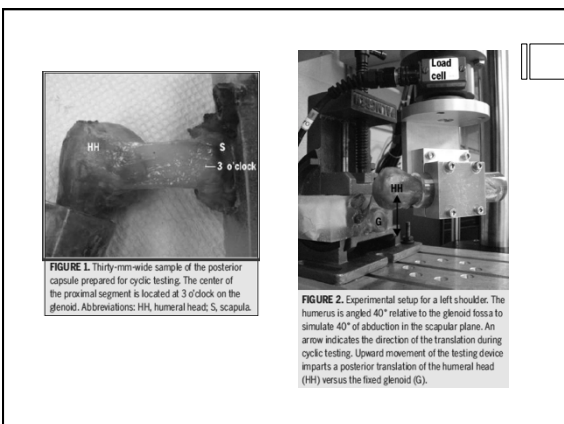 HH
S
3 o'clock
FIGURE 1. Thirty-mm-wide sample of the posterior
capsule prepared for cyclic testing. The center of
the proximal segment is located at 3 o'clock on the
glenoid. Abbreviations: HH, humeral head; S, scapula.
Load
cell
HH
G
FIGURE 2. Experimental setup for a left shoulder. The
humerus is angled 40° relative to the glenoid fossa to
simulate 40° of abduction in the scapular plane. An
arrow indicates the direction of the translation during
cyclic testing. Upward movement of the testing device
imparts a posterior translation of the humeral head
(HH) versus the fixed glenoid (G).